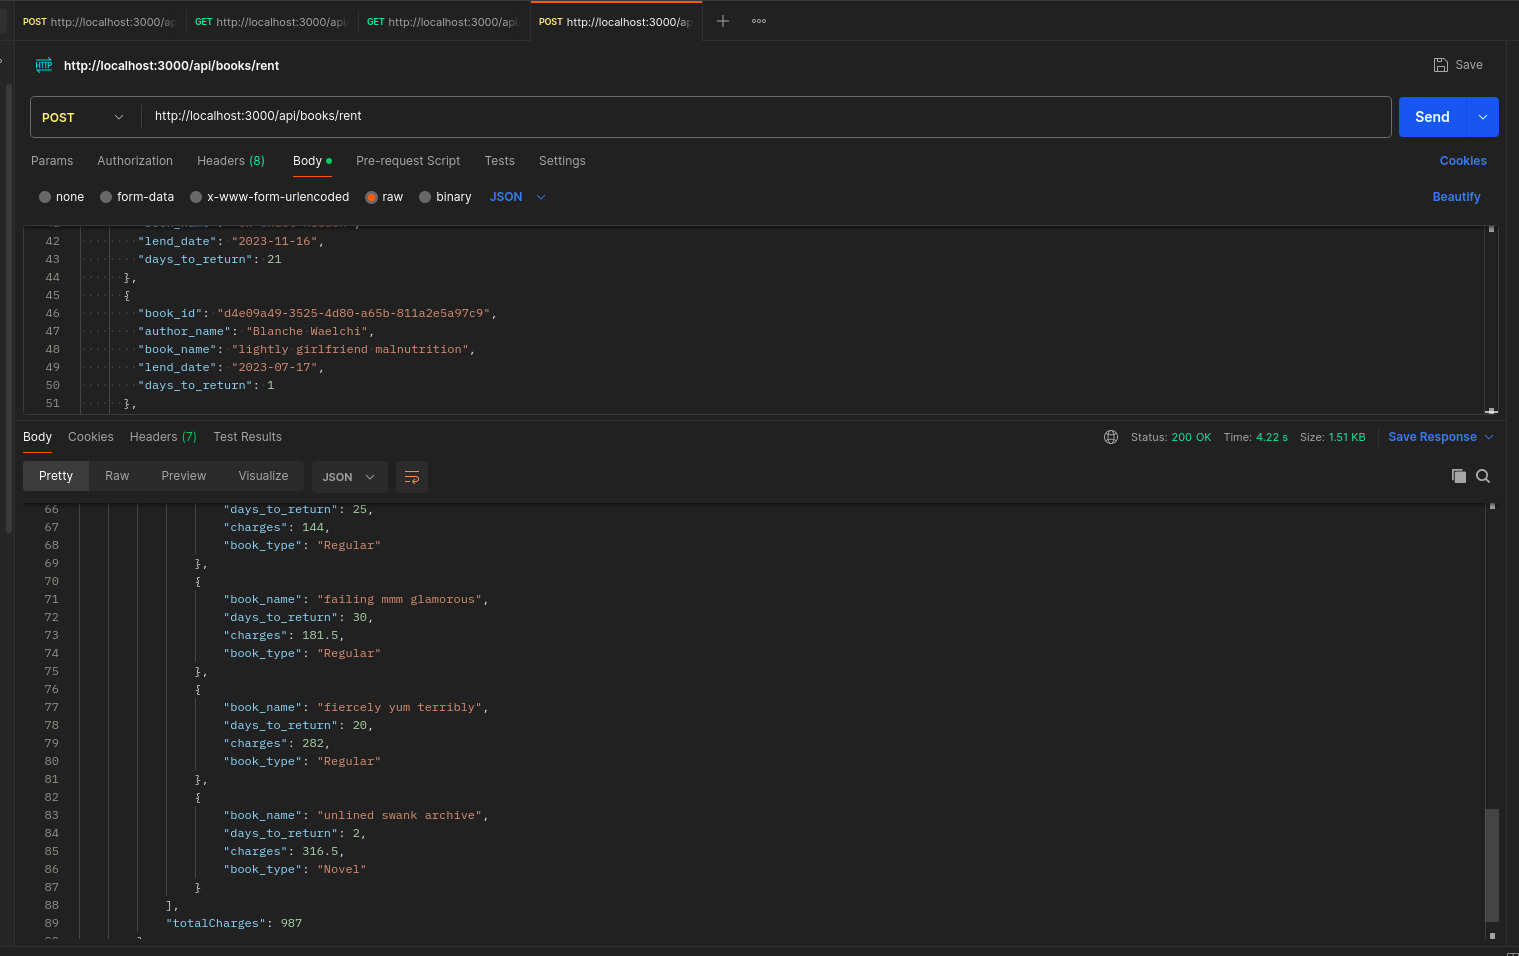 POST http://localhost:3000/ap
GET http://localhost:3000/api/
GET http://localhost:3000/api/
POST http://localhost:3000/ap
HTTP http://localhost:3000/api/books/rent
Save
POST http://localhost:3000/api/books/rent
Send
Params Authorization Headers (8) Body Pre-request Script Tests Settings
Cookies
none form-data x-www-form-urlencoded raw binary JSON
Beautify
42 "lend_date": "2023-11-16",
43 "days_to_return": 21
44 },
45 {
46 "book_id": "d4e09a49-3525-4d80-a65b-811a2e5a97c9",
47 "author_name": "Blanche Waelchi",
48 "book_name": "lightly girlfriend malnutrition",
49 "lend_date": "2023-07-17",
50 "days_to_return": 1
51 },
Body Cookies Headers (7) Test Results
Status: 200 OK Time: 4.22 s Size: 1.51 KB Save Response
Pretty Raw Preview Visualize JSON
66 "days_to_return": 25,
67 "charges": 144,
68 "book_type": "Regular"
69 },
70 {
71 "book_name": "failing mmm glamorous",
72 "days_to_return": 30,
73 "charges": 181.5,
74 "book_type": "Regular"
75 },
76 {
77 "book_name": "fiercely yum terribly",
78 "days_to_return": 20,
79 "charges": 282,
80 "book_type": "Regular"
81 },
82 {
83 "book_name": "unlined swank archive",
84 "days_to_return": 2,
85 "charges": 316.5,
86 "book_type": "Novel"
87 }
88 ],
89 "totalCharges": 987